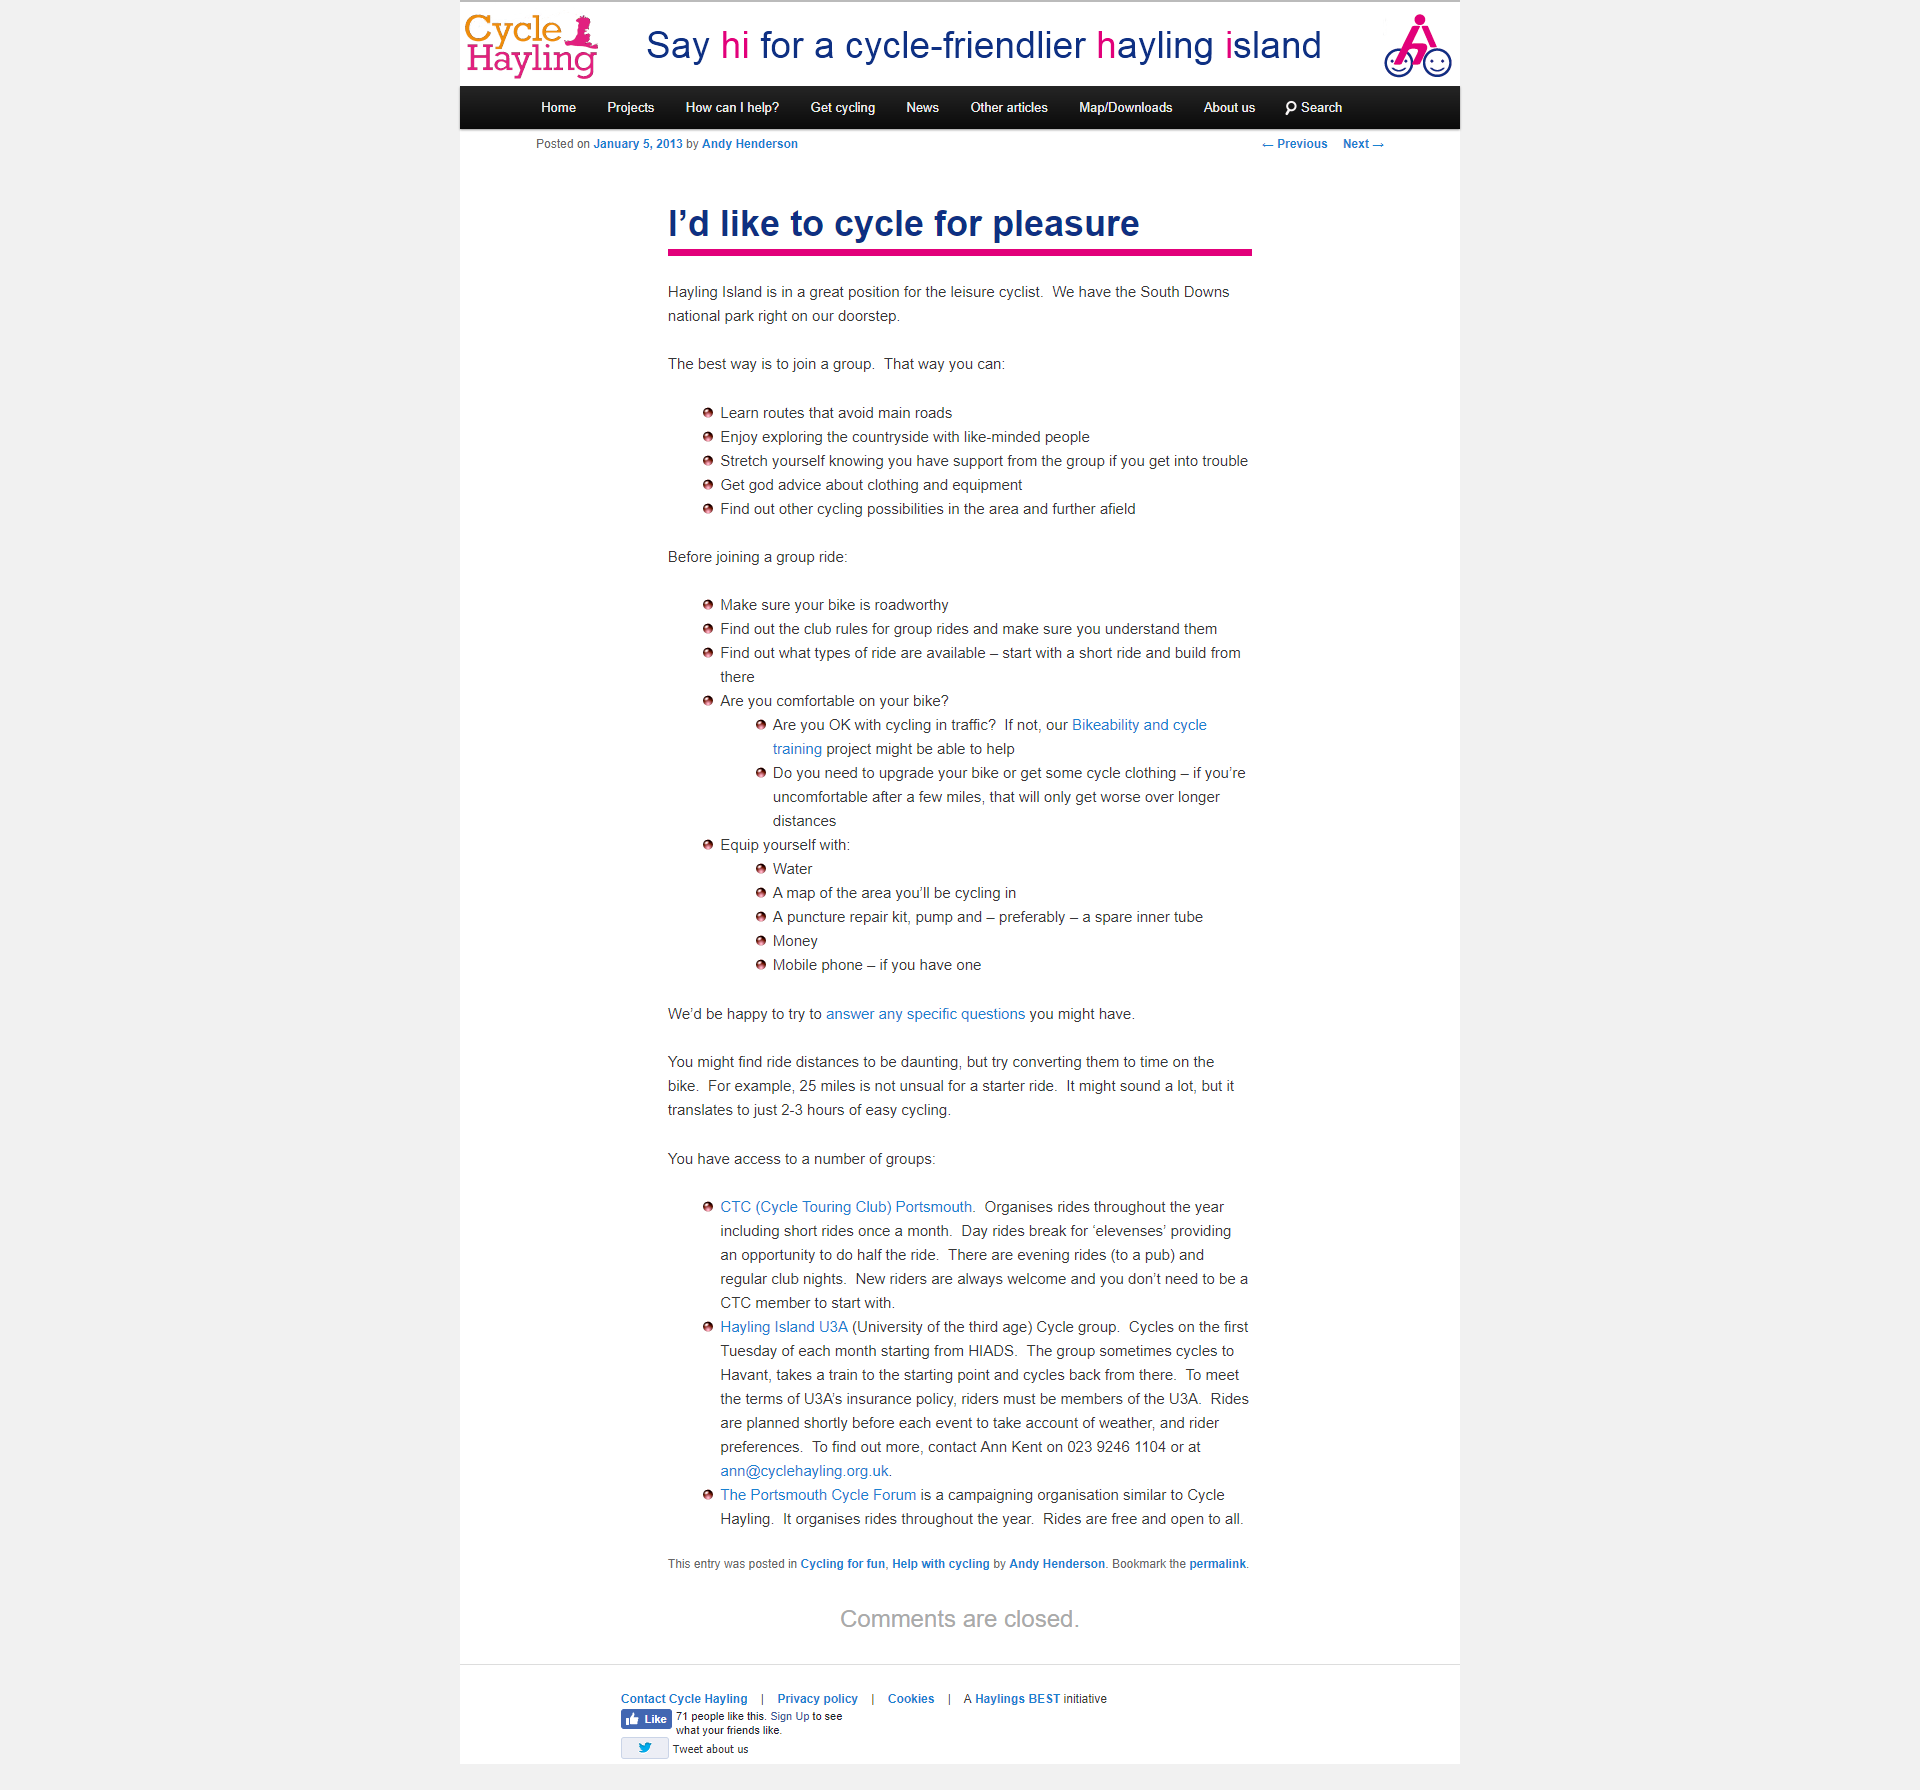 Cycle
Hayling
Say hi for a cycle-friendlier hayling island
Home Projects How can I help? Get cycling News Other articles Map/Downloads About us Search
Posted on January 5, 2013 by Andy Henderson
← Previous Next →
I’d like to cycle for pleasure
Hayling Island is in a great position for the leisure cyclist.  We have the South Downs
national park right on our doorstep.
The best way is to join a group.  That way you can:
Learn routes that avoid main roads
Enjoy exploring the countryside with like-minded people
Stretch yourself knowing you have support from the group if you get into trouble
Get god advice about clothing and equipment
Find out other cycling possibilities in the area and further afield
Before joining a group ride:
Make sure your bike is roadworthy
Find out the club rules for group rides and make sure you understand them
Find out what types of ride are available – start with a short ride and build from
there
Are you comfortable on your bike?
Are you OK with cycling in traffic?  If not, our Bikeability and cycle
training project might be able to help
Do you need to upgrade your bike or get some cycle clothing – if you’re
uncomfortable after a few miles, that will only get worse over longer
distances
Equip yourself with:
Water
A map of the area you’ll be cycling in
A puncture repair kit, pump and – preferably – a spare inner tube
Money
Mobile phone – if you have one
We’d be happy to try to answer any specific questions you might have.
You might find ride distances to be daunting, but try converting them to time on the
bike.  For example, 25 miles is not unsual for a starter ride.  It might sound a lot, but it
translates to just 2-3 hours of easy cycling.
You have access to a number of groups:
CTC (Cycle Touring Club) Portsmouth.  Organises rides throughout the year
including short rides once a month.  Day rides break for ‘elevenses’ providing
an opportunity to do half the ride.  There are evening rides (to a pub) and
regular club nights.  New riders are always welcome and you don’t need to be a
CTC member to start with.
Hayling Island U3A (University of the third age) Cycle group.  Cycles on the first
Tuesday of each month starting from HIADS.  The group sometimes cycles to
Havant, takes a train to the starting point and cycles back from there.  To meet
the terms of U3A’s insurance policy, riders must be members of the U3A.  Rides
are planned shortly before each event to take account of weather, and rider
preferences.  To find out more, contact Ann Kent on 023 9246 1104 or at
ann@cyclehayling.org.uk.
The Portsmouth Cycle Forum is a campaigning organisation similar to Cycle
Hayling.  It organises rides throughout the year.  Rides are free and open to all.
This entry was posted in Cycling for fun, Help with cycling by Andy Henderson. Bookmark the permalink.
Comments are closed.
Contact Cycle Hayling | Privacy policy | Cookies | A Haylings BEST initiative
Like 71 people like this. Sign Up to see
what your friends like.
Tweet about us